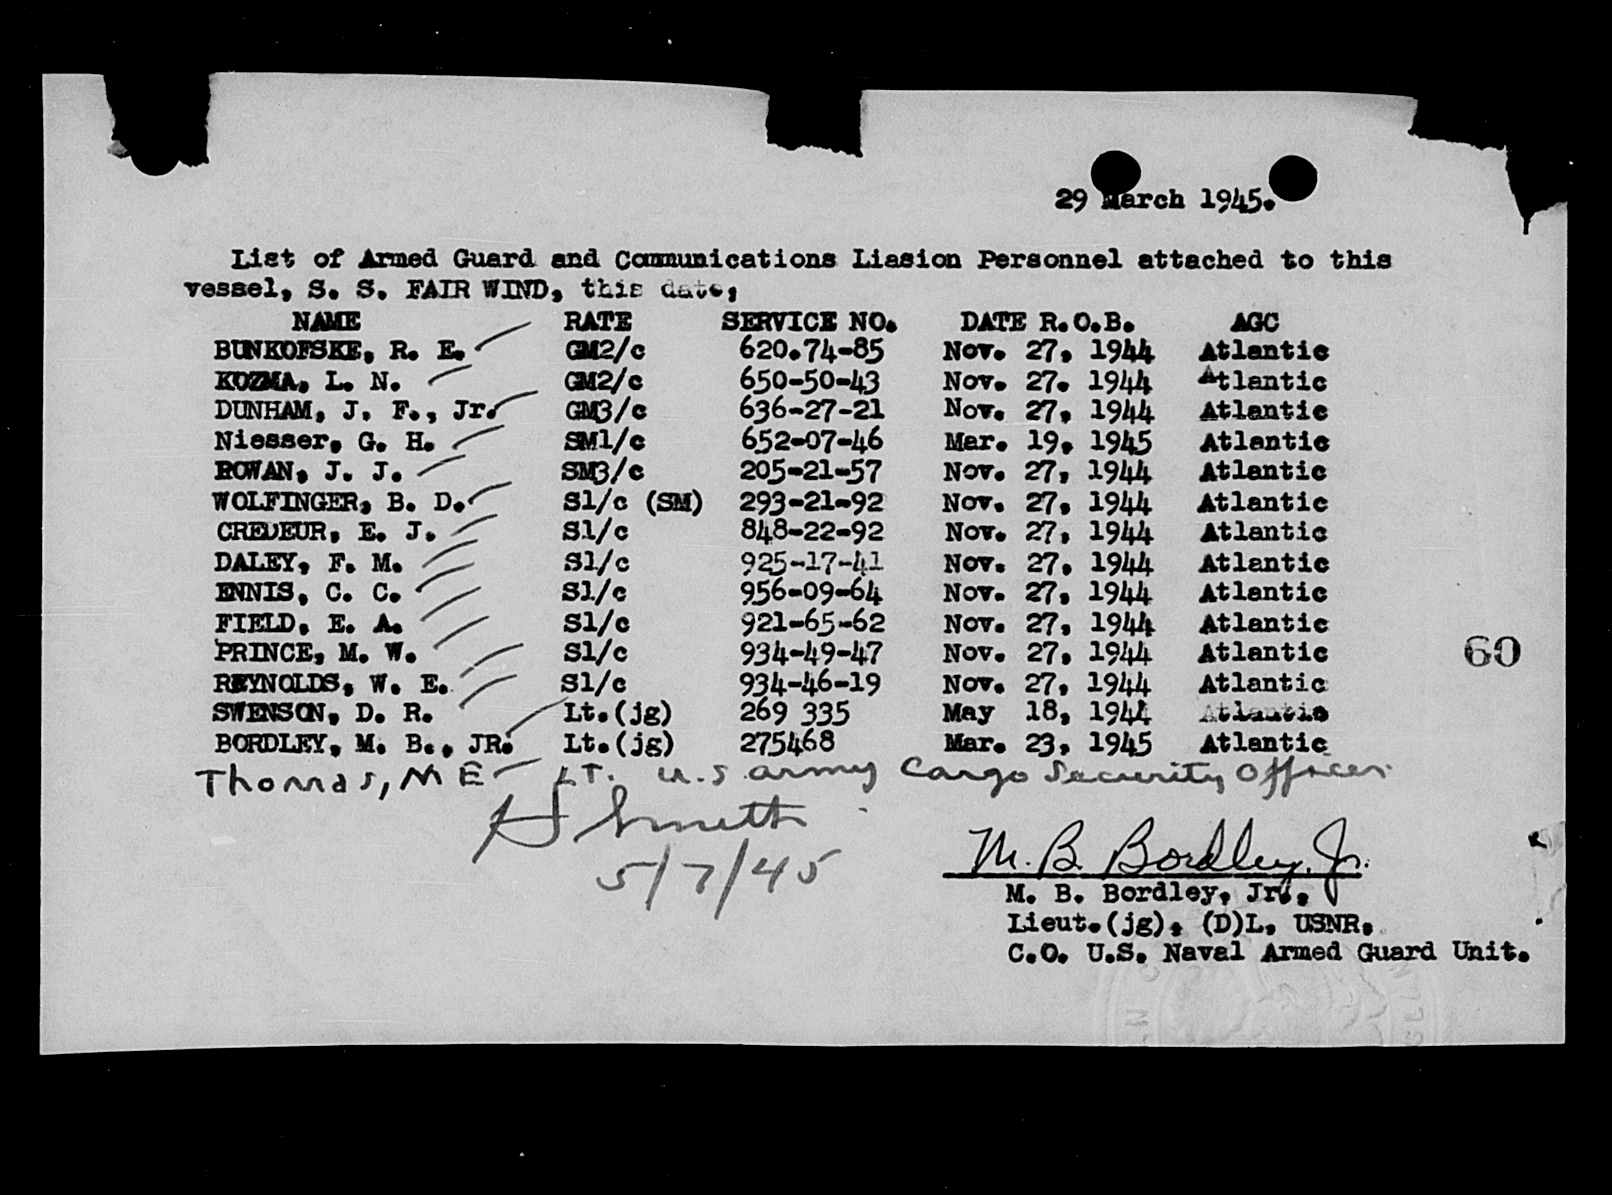 29 March 1945.
List of Armed Guard and Communications Liasion Personnel attached to this
vessel, S. S. FAIR WIND, this date;
NAME RATE SERVICE NO. DATE R.O.B. AGC
BUNKOFSKE, R. E. GM2/c 620.74-85 Nov. 27, 1944 Atlantic
KOZMA, L. N. GM2/c 650-50-43 Nov. 27. 1944 Atlantic
DUNHAM, J. F., Jr. GM3/c 636-27-21 Nov. 27, 1944 Atlantic
Niesser, G. H. SM1/c 652-07-46 Mar. 19, 1945 Atlantic
ROWAN, J. J. SM3/c 205-21-57 Nov. 27, 1944 Atlantic
WOLFINGER, B. D. S1/c (SM) 293-21-92 Nov. 27, 1944 Atlantic
CREDEUR, E. J. S1/c 848-22-92 Nov. 27, 1944 Atlantic
DALEY, F. M. S1/c 925-17-41 Nov. 27, 1944 Atlantic
ENNIS, C. C. S1/c 956-09-64 Nov. 27, 1944 Atlantic
FIELD, E. A. S1/c 921-65-62 Nov. 27, 1944 Atlantic
PRINCE, M. W. S1/c 934-49-47 Nov. 27, 1944 Atlantic
60
REYNOLDS, W. E. S1/c 934-46-19 Nov. 27, 1944 Atlantic
SWENSON, D. R. Lt.(jg) 269 335 May 18, 1944 Atlantic
BORDLEY, M. B., JR. Lt.(jg) 275468 Mar. 23, 1945 Atlantic
Thomas, M E LT. U.S army Cargo Security Officer
H Smith
5/7/45
M. B. Bordley, Jr.
M. B. Bordley, Jr.,
Lieut.(jg), (D)L, USNR.
C.O. U.S. Naval Armed Guard Unit.